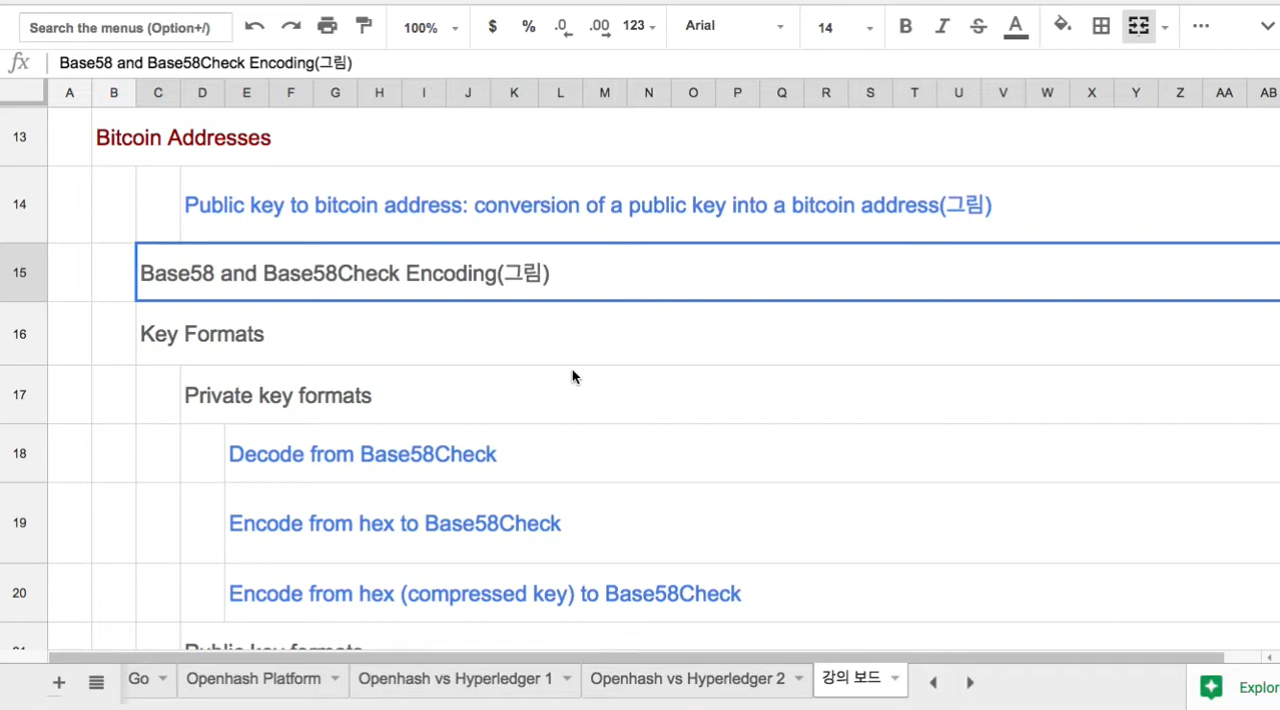 Search the menus (Option+/)
100%
$ % .0 .00 123
Arial
14
B I S A
fx Base58 and Base58Check Encoding(그림)
A B C D E F G H I J K L M N O P Q R S T U V W X Y Z AA AB
13 Bitcoin Addresses
14 Public key to bitcoin address: conversion of a public key into a bitcoin address(그림)
15 Base58 and Base58Check Encoding(그림)
16 Key Formats
17 Private key formats
18 Decode from Base58Check
19 Encode from hex to Base58Check
20 Encode from hex (compressed key) to Base58Check
Public key formats
Go Openhash Platform Openhash vs Hyperledger 1 Openhash vs Hyperledger 2 강의 보드 Explor